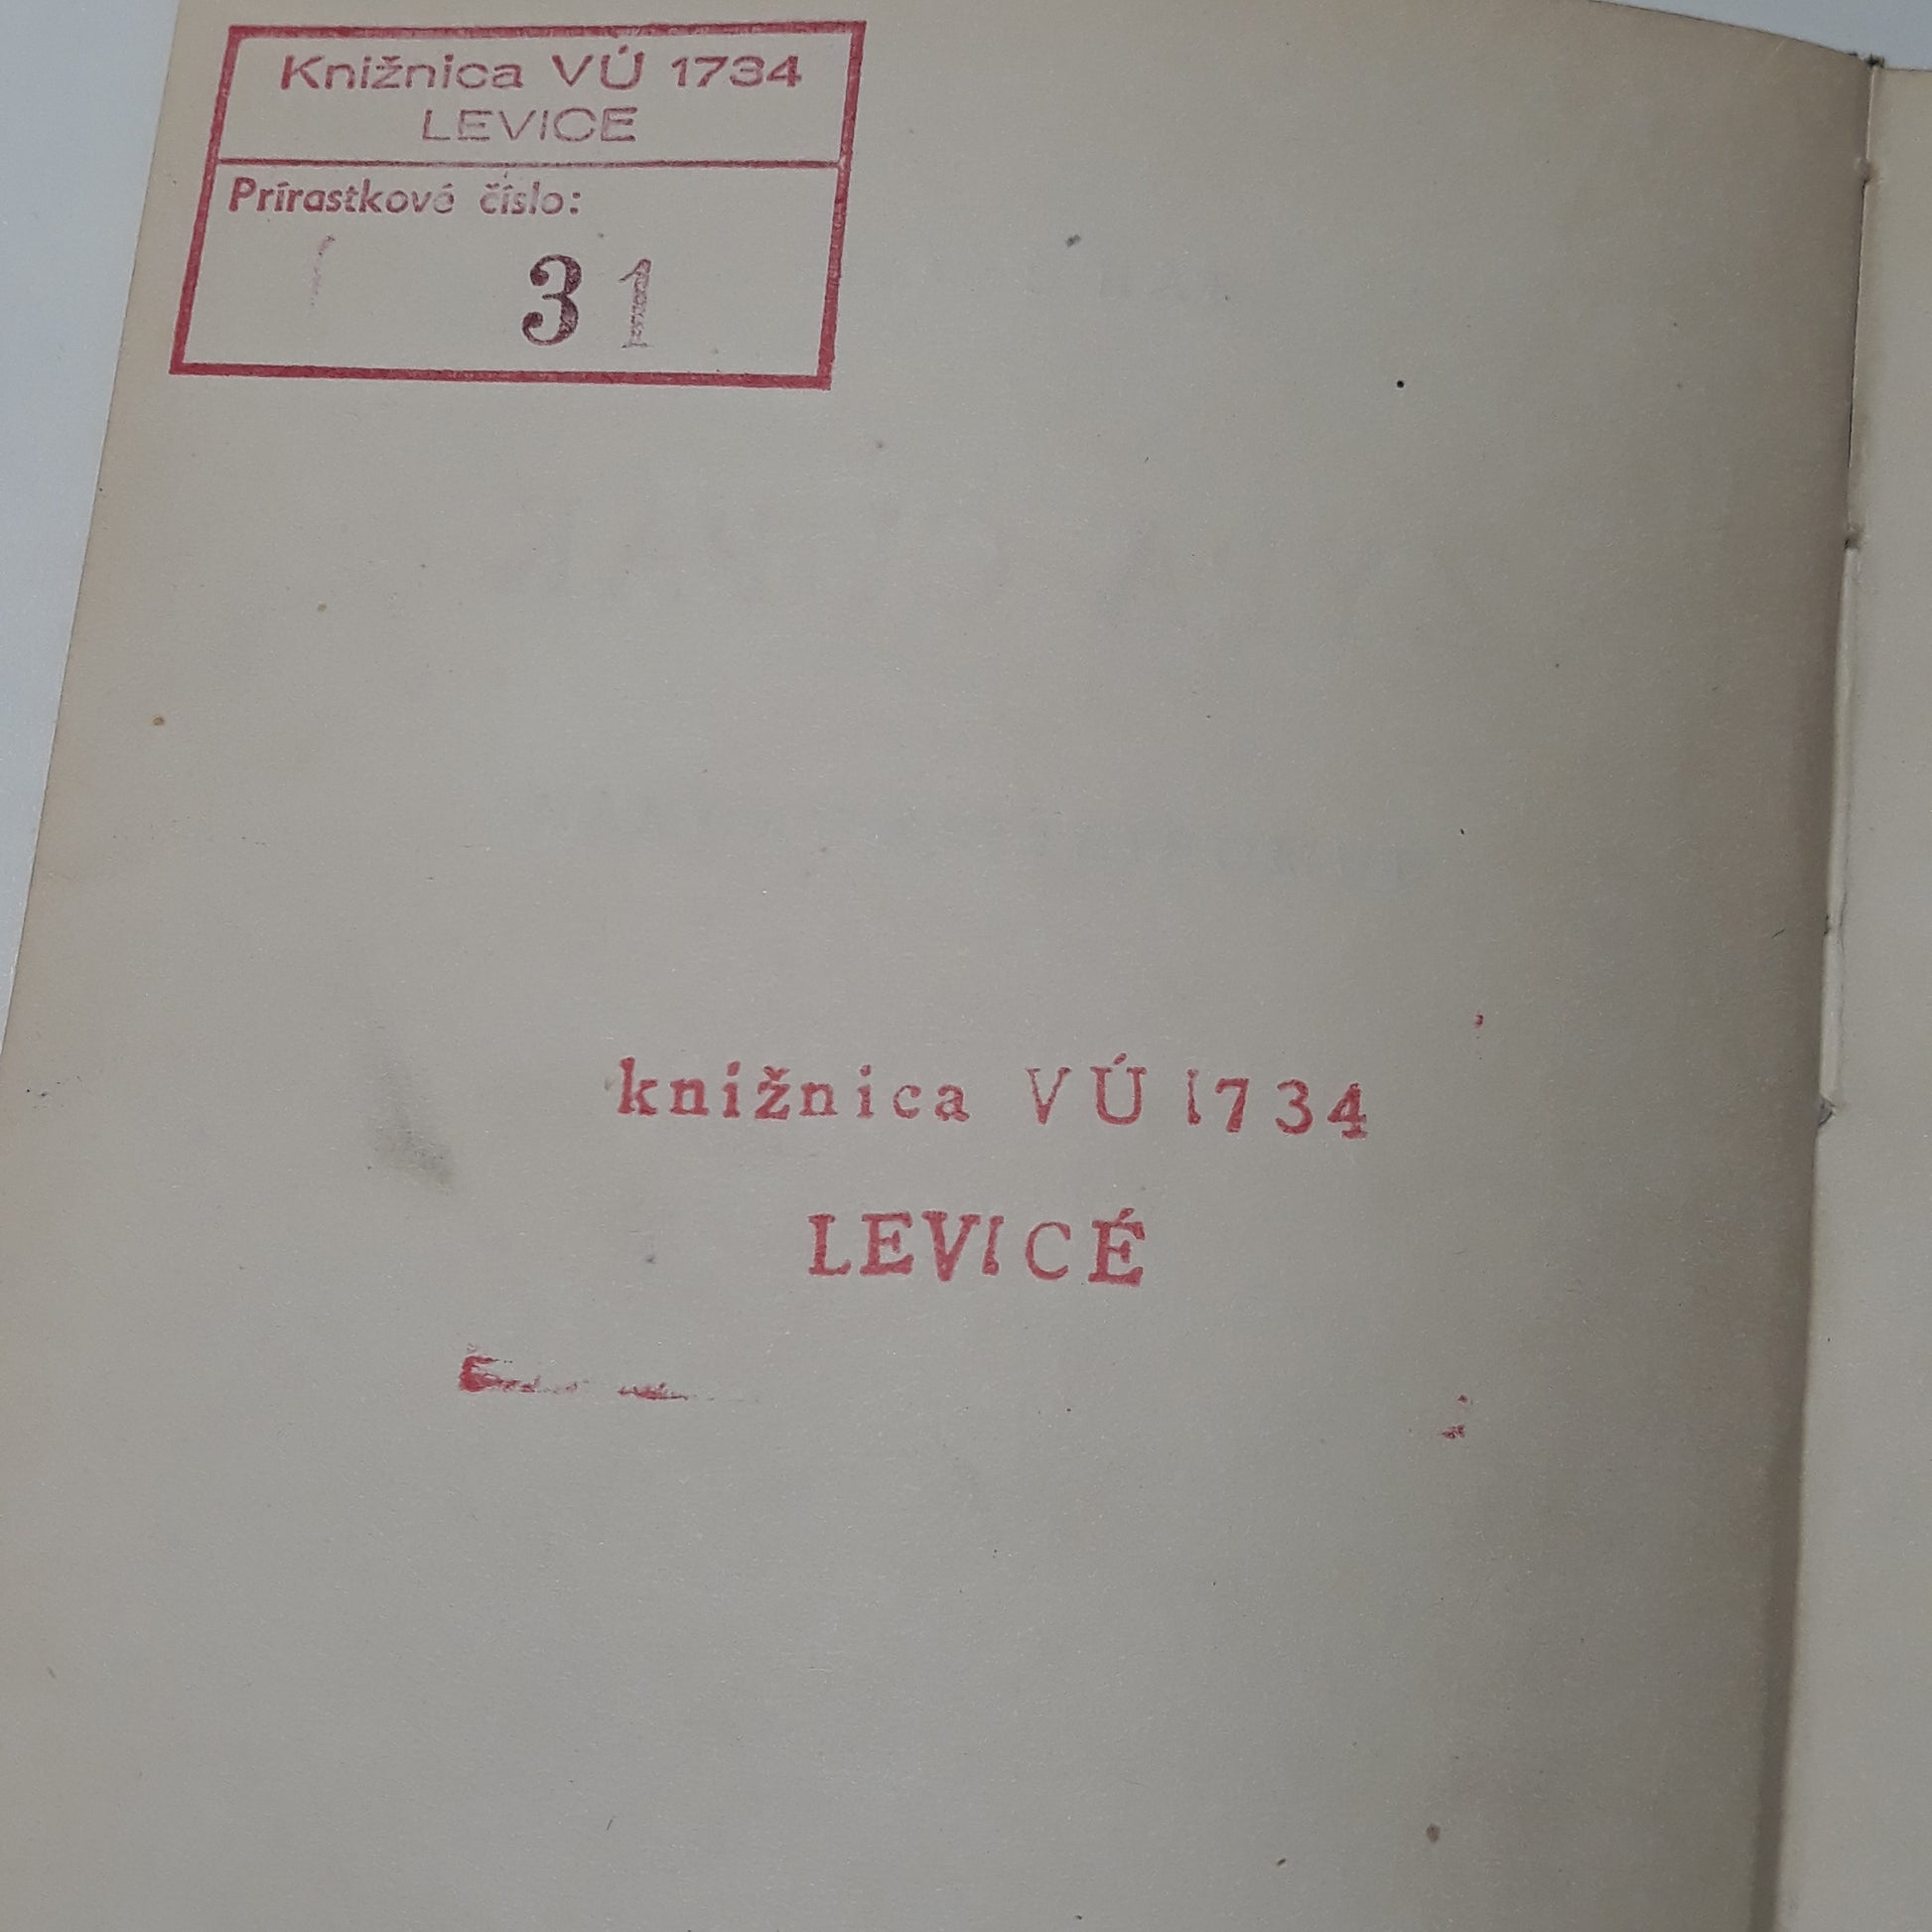 Knižnica VÚ 1734
LEVICE
Prírastkové číslo:
31
knižnica VÚ 1734
LEVICÉ